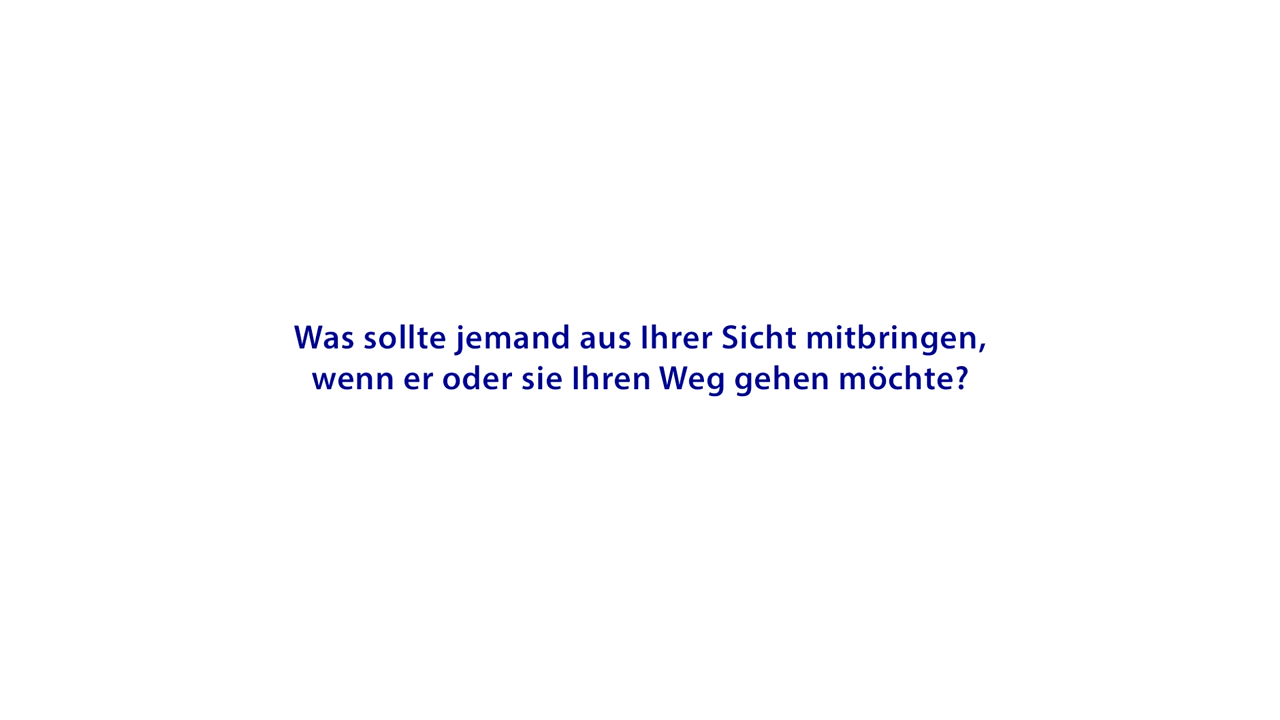 Was sollte jemand aus Ihrer Sicht mitbringen,
wenn er oder sie Ihren Weg gehen möchte?